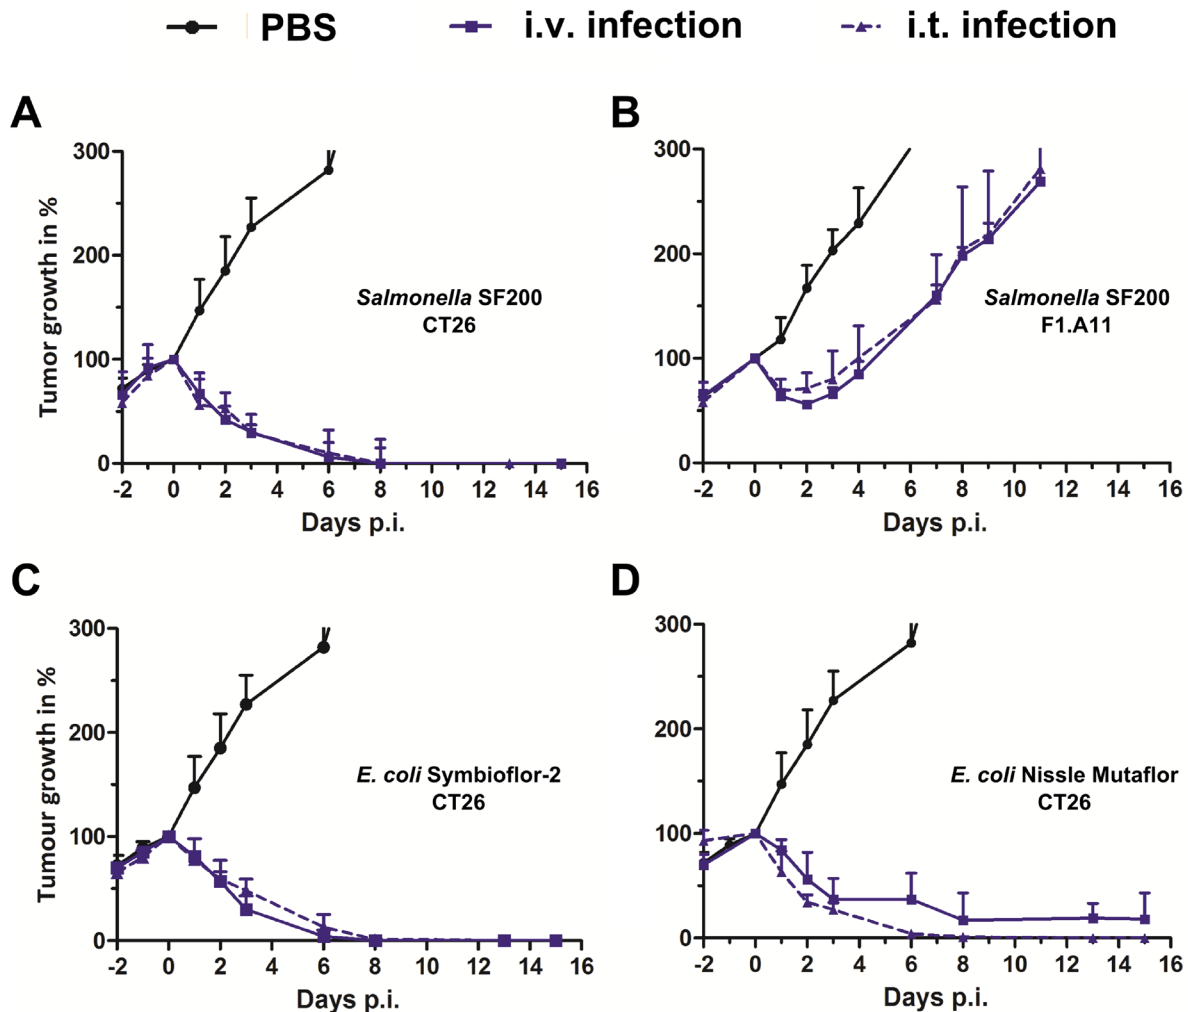 PBS i.v. infection i.t. infection
A
300
200
100
0
Tumor growth in %
Salmonella SF200
CT26
-2 0 2 4 6 8 10 12 14 16
Days p.i.
B
300
200
100
0
Salmonella SF200
F1.A11
-2 0 2 4 6 8 10 12 14 16
Days p.i.
C
300
200
100
0
Tumour growth in %
E. coli Symbioflor-2
CT26
-2 0 2 4 6 8 10 12 14 16
Days p.i.
D
300
200
100
0
E. coli Nissle Mutaflor
CT26
-2 0 2 4 6 8 10 12 14 16
Days p.i.